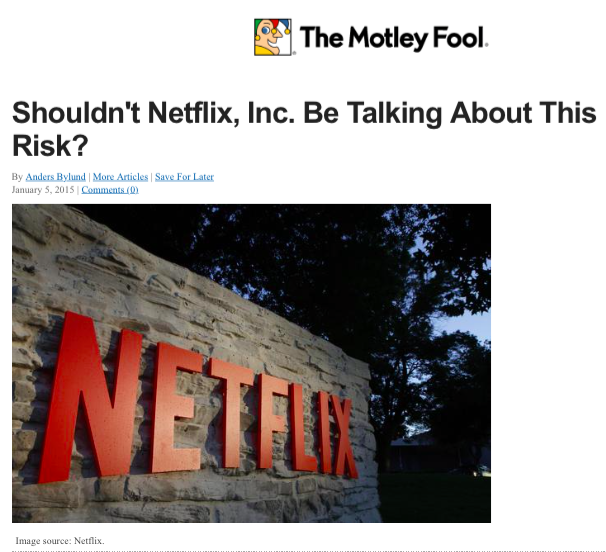 The Motley Fool.
Shouldn't Netflix, Inc. Be Talking About This
Risk?
By Anders Bylund | More Articles | Save For Later
January 5, 2015 | Comments (0)
NETFLIX
Image source: Netflix.